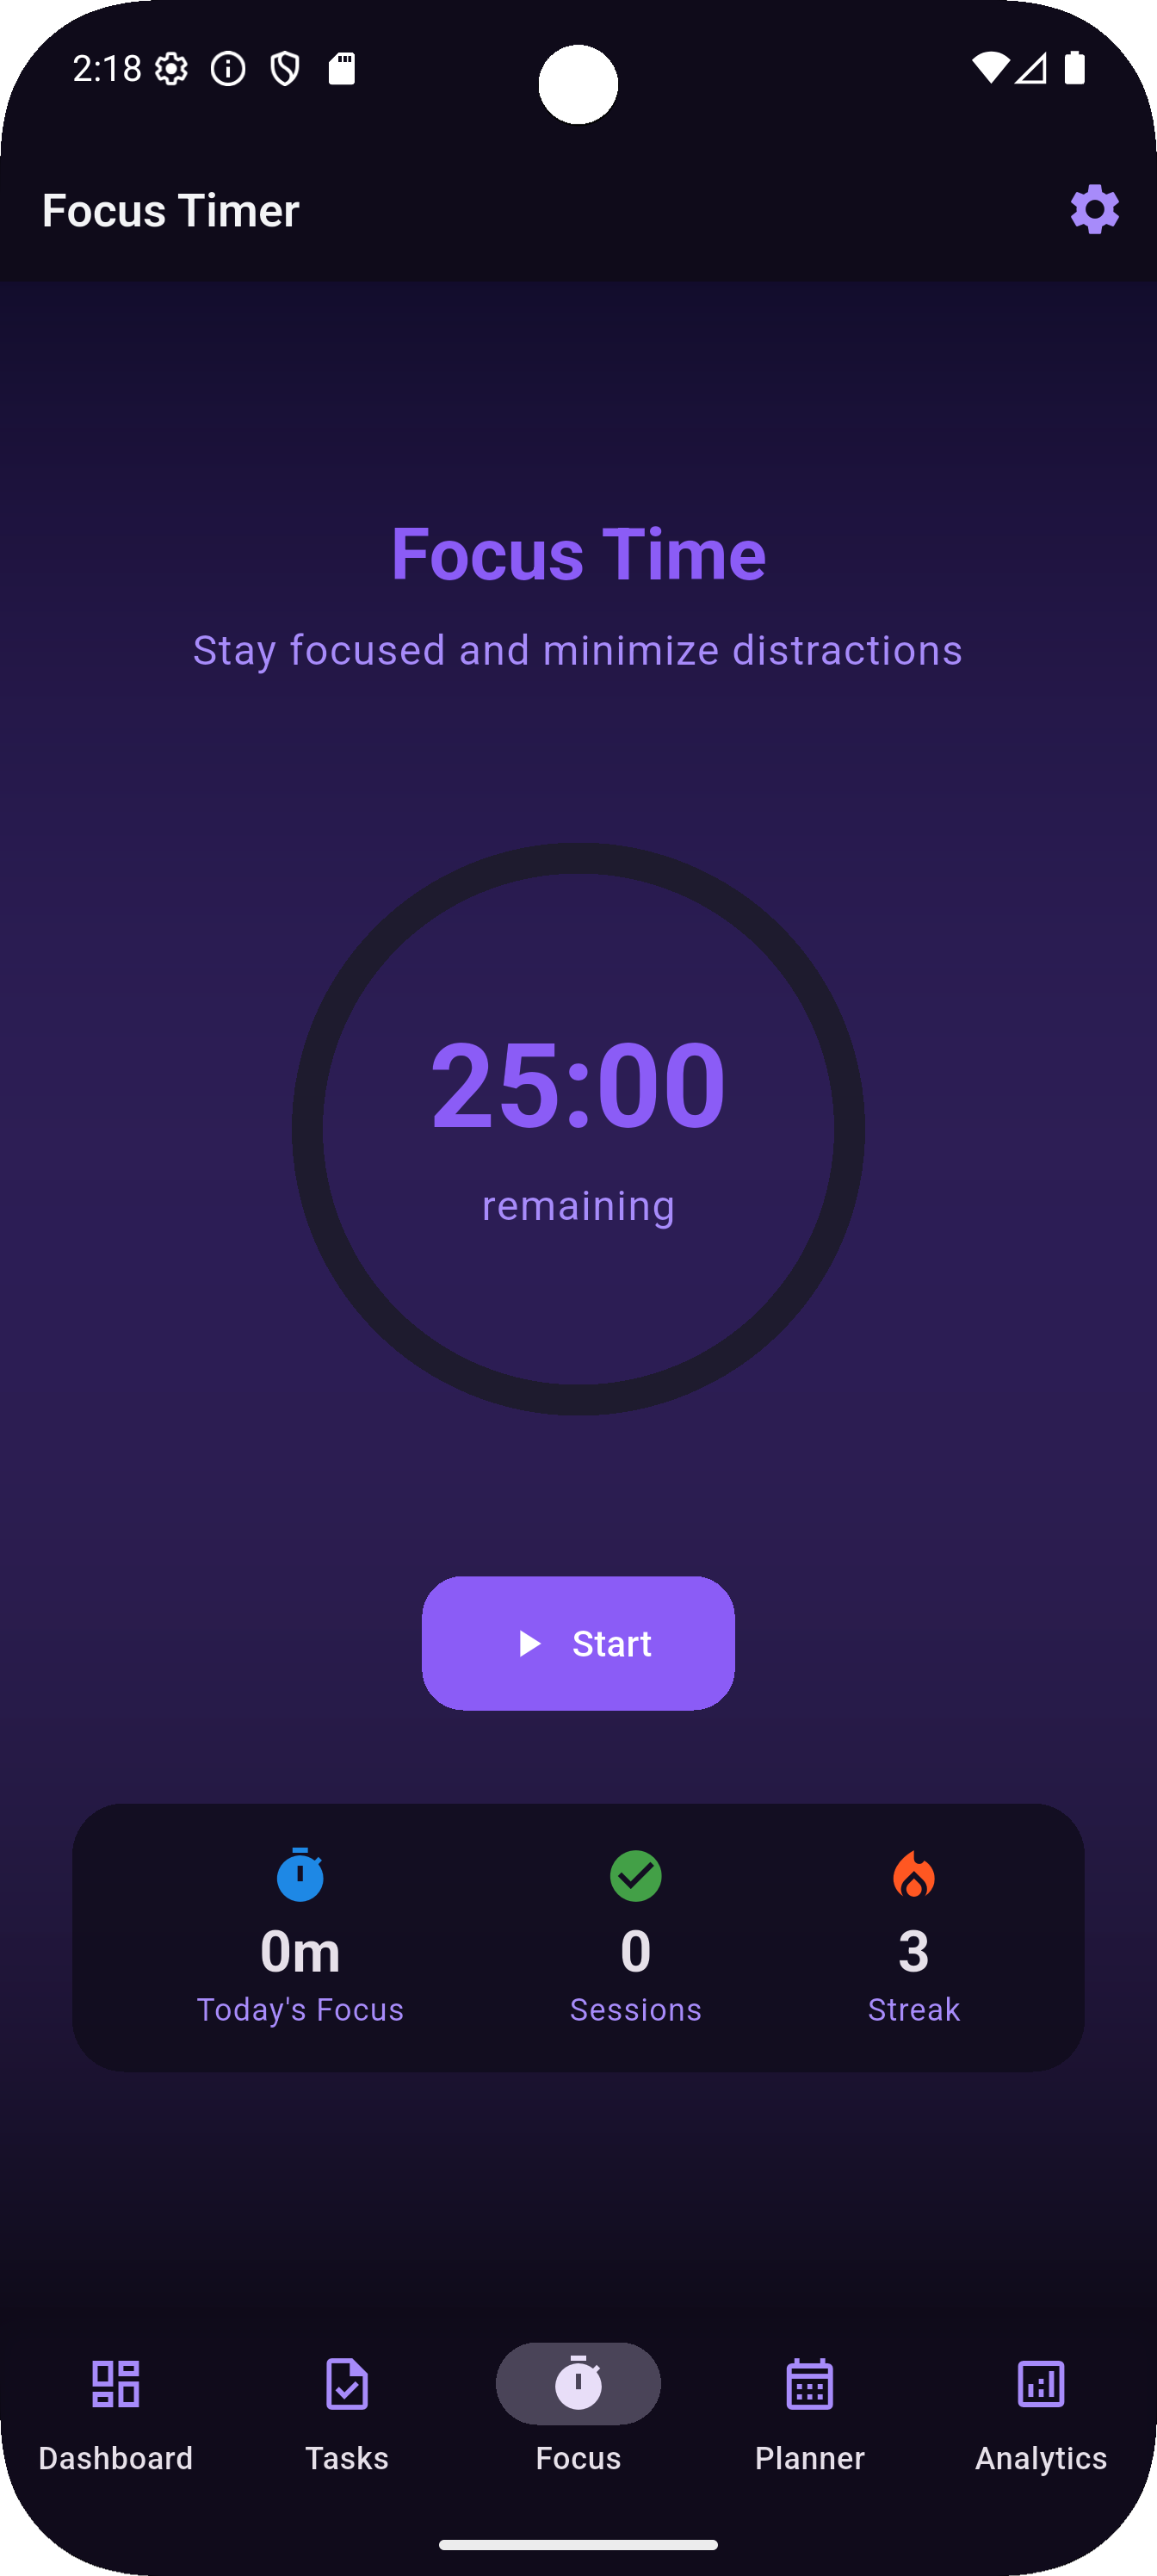 2:18
Focus Timer
Focus Time
Stay focused and minimize distractions
25:00
remaining
Start
0m 0 3
Today's Focus Sessions Streak
Dashboard Tasks Focus Planner Analytics